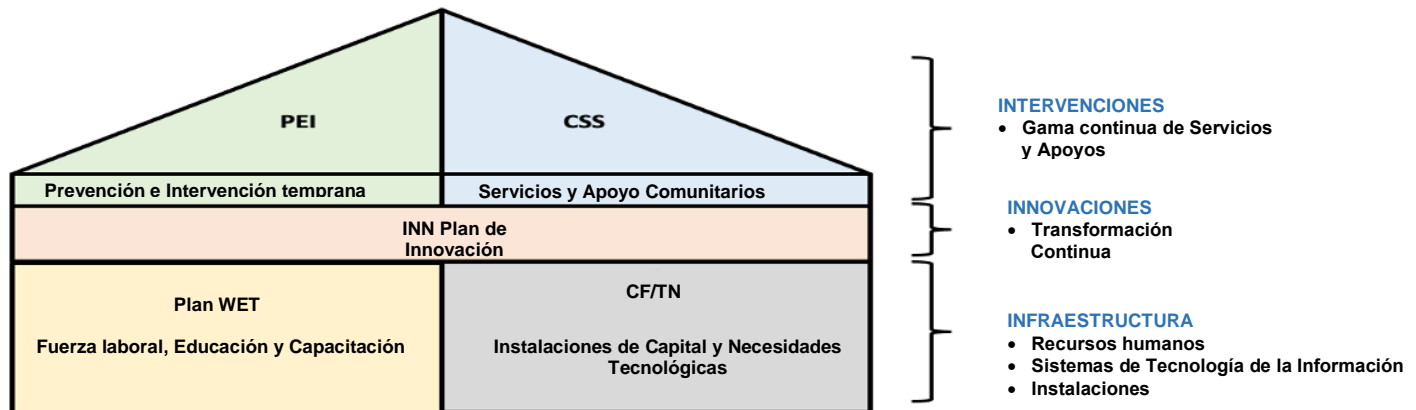 PEI
CSS
Prevención e Intervención temprana
Servicios y Apoyo Comunitarios
INN Plan de
Innovación
Plan WET
Fuerza laboral, Educación y Capacitación
CF/TN
Instalaciones de Capital y Necesidades
Tecnológicas
INTERVENCIONES
• Gama continua de Servicios
y Apoyos
INNOVACIONES
• Transformación
Continua
INFRAESTRUCTURA
• Recursos humanos
• Sistemas de Tecnología de la Información
• Instalaciones